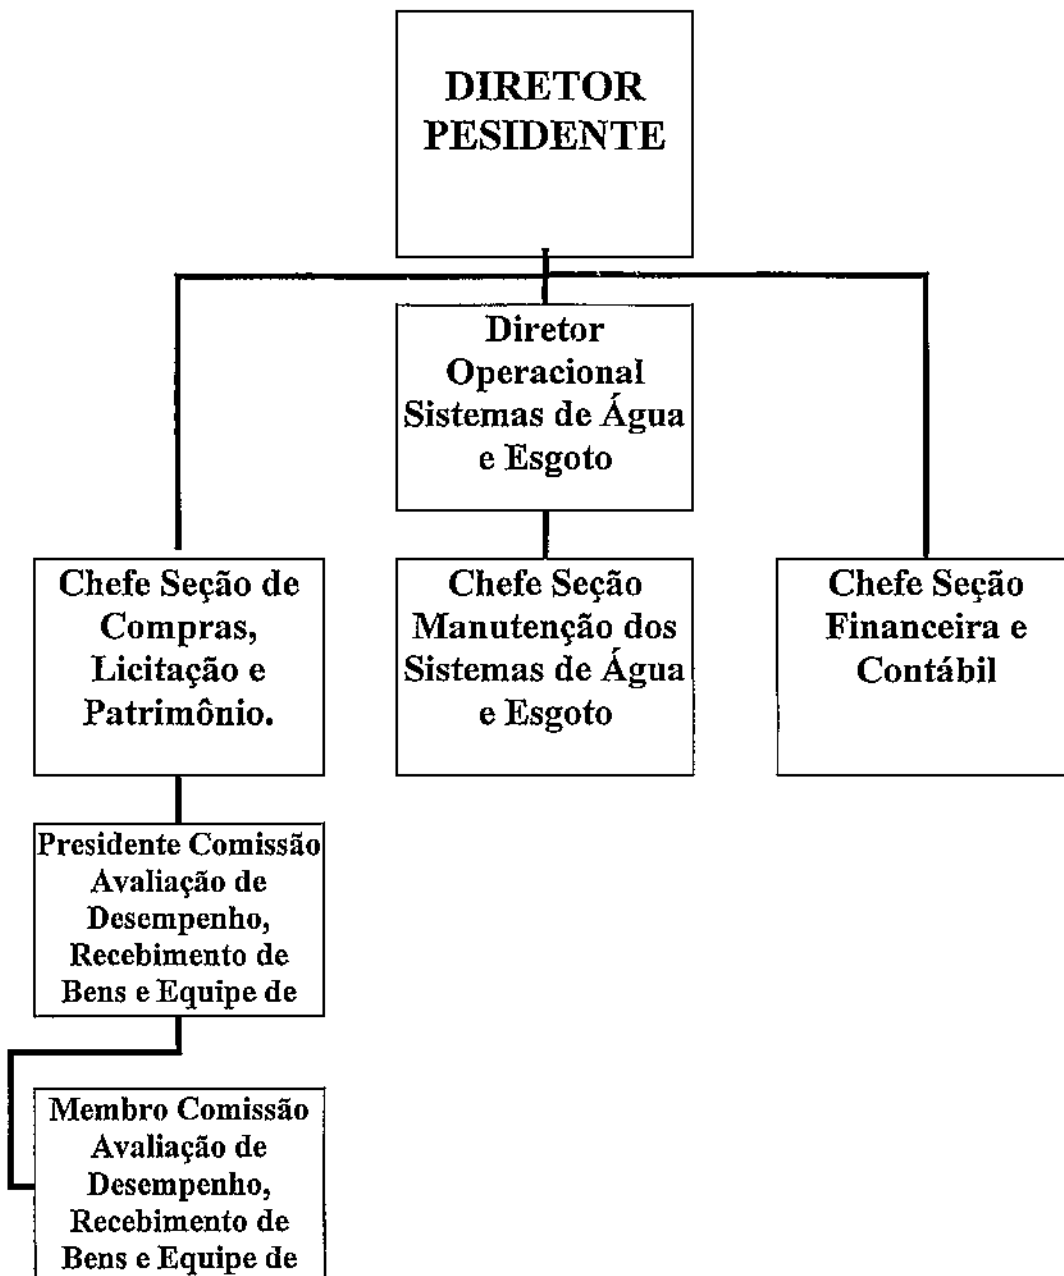 DIRETOR
PESIDENTE
Diretor
Operacional
Sistemas de Água
e Esgoto
Chefe Seção de
Compras,
Licitação e
Patrimônio.
Chefe Seção
Manutenção dos
Sistemas de Água
e Esgoto
Chefe Seção
Financeira e
Contábil
Presidente Comissão
Avaliação de
Desempenho,
Recebimento de
Bens e Equipe de
Membro Comissão
Avaliação de
Desempenho,
Recebimento de
Bens e Equipe de